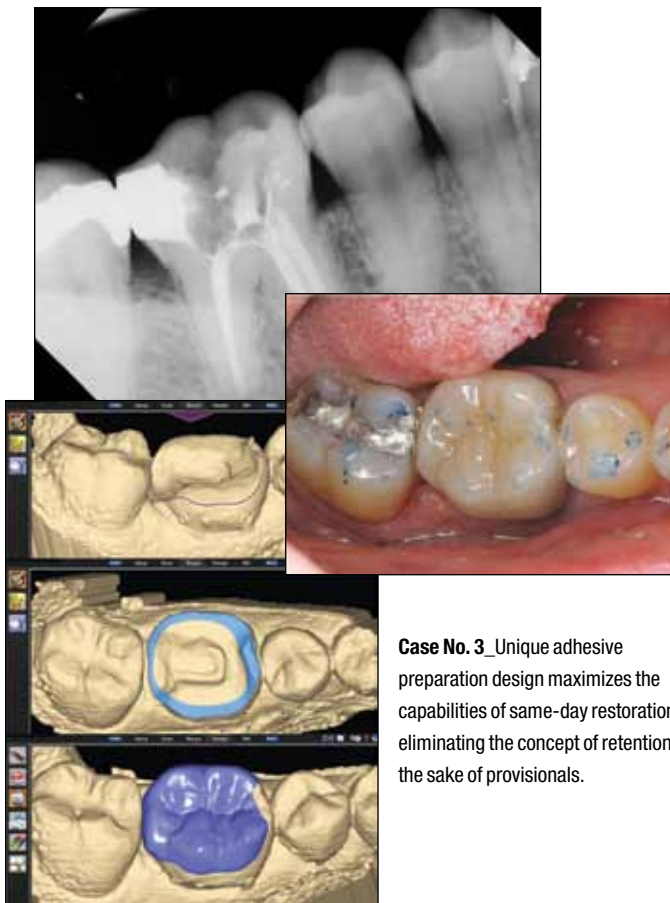 Case No. 3_Unique adhesive
preparation design maximizes the
capabilities of same-day restoration
eliminating the concept of retention
the sake of provisionals.